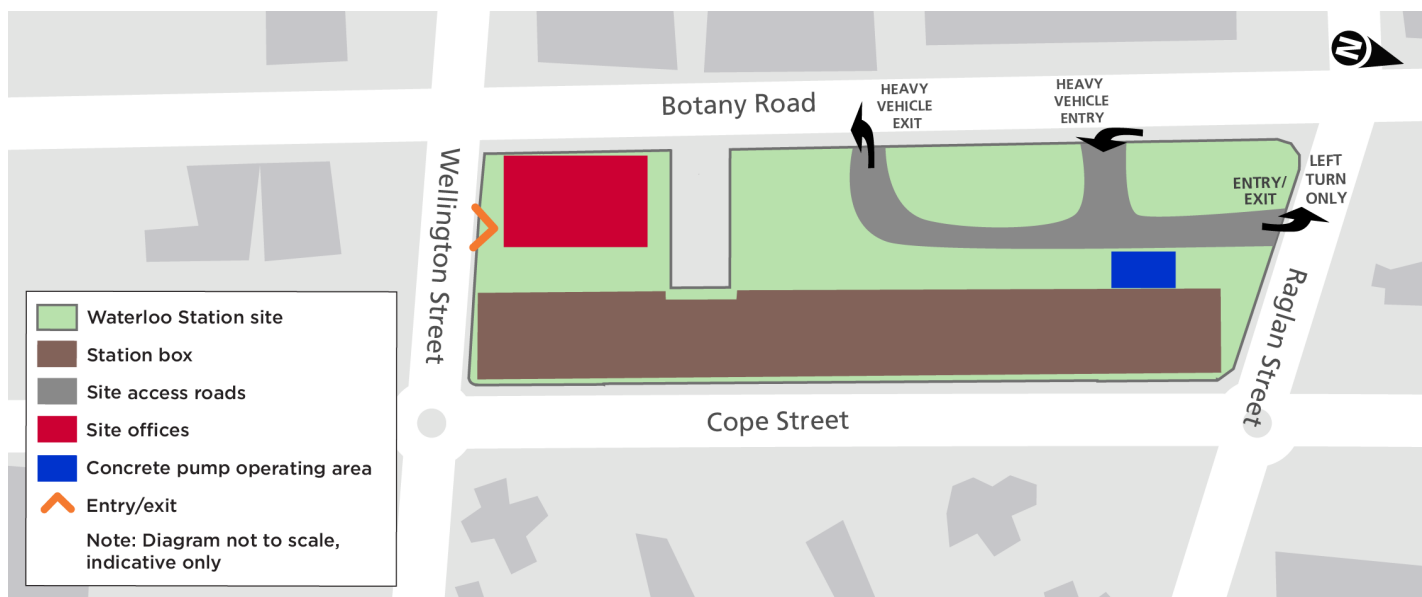 N
Botany Road
HEAVY
VEHICLE
EXIT
HEAVY
VEHICLE
ENTRY
LEFT
TURN
ONLY
ENTRY/
EXIT
Wellington Street
Raglan Street
Cope Street
Waterloo Station site
Station box
Site access roads
Site offices
Concrete pump operating area
Entry/exit
Note: Diagram not to scale,
indicative only